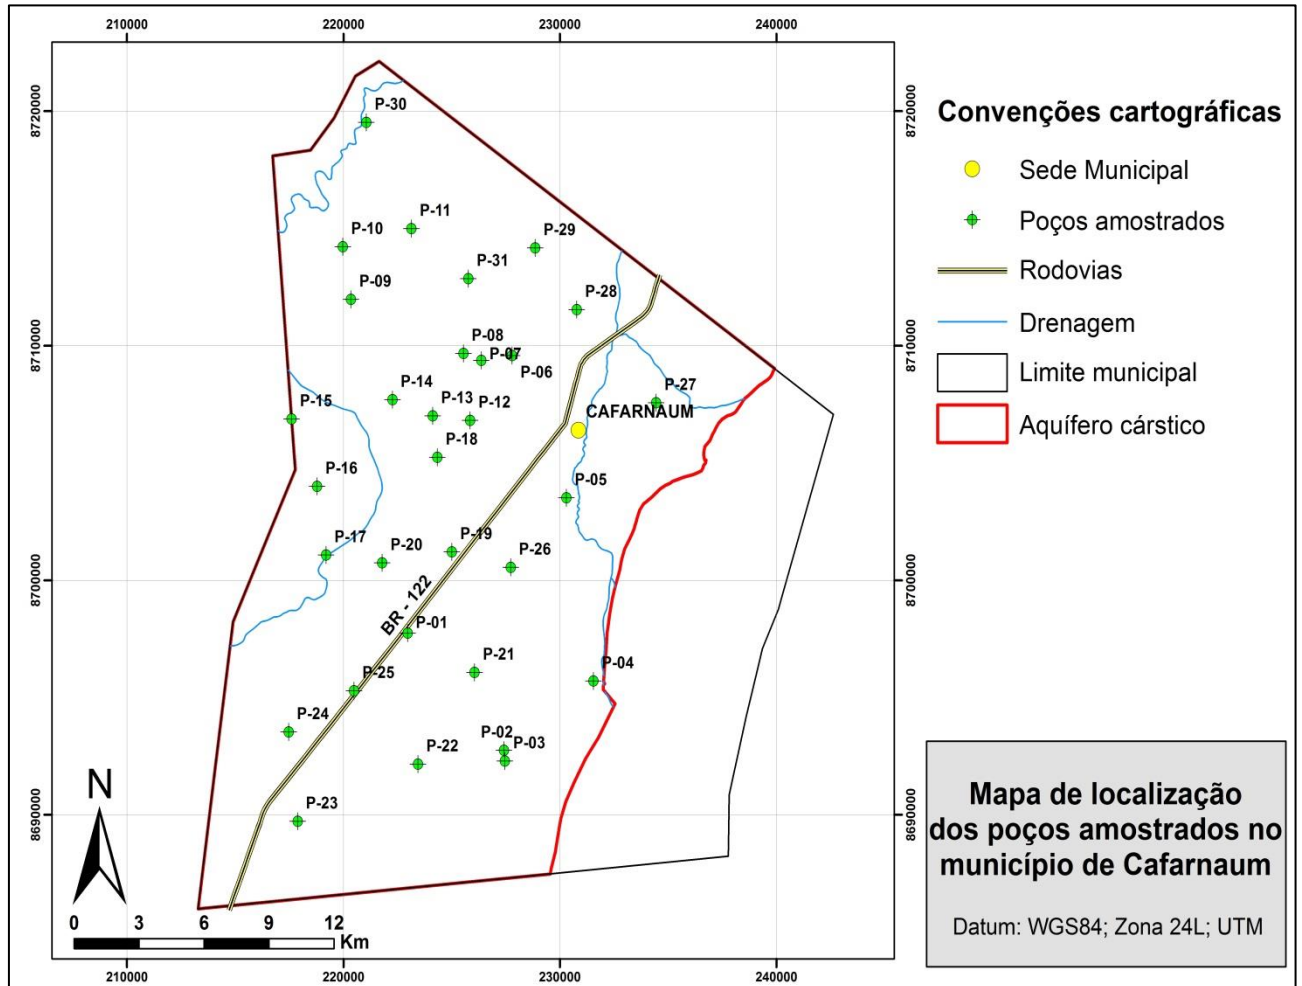 210000 220000 230000 240000
8720000
8720000
P-30
P-11
P-10
P-29
P-31
P-09
P-28
8710000
8710000
P-08
P-07
P-06
P-14
P-27
P-13
P-12
P-15
CAFARNAUM
P-18
P-16
P-05
P-19
P-17
P-20
P-26
8700000
8700000
BR - 122
P-01
P-21
P-04
P-25
P-24
P-02
P-03
P-22
P-23
8690000
8690000
N
0 3 6 9 12
Km
210000 220000 230000 240000
Convenções cartográficas
Sede Municipal
Poços amostrados
Rodovias
Drenagem
Limite municipal
Aquífero cárstico
Mapa de localização
dos poços amostrados no
município de Cafarnaum
Datum: WGS84; Zona 24L; UTM